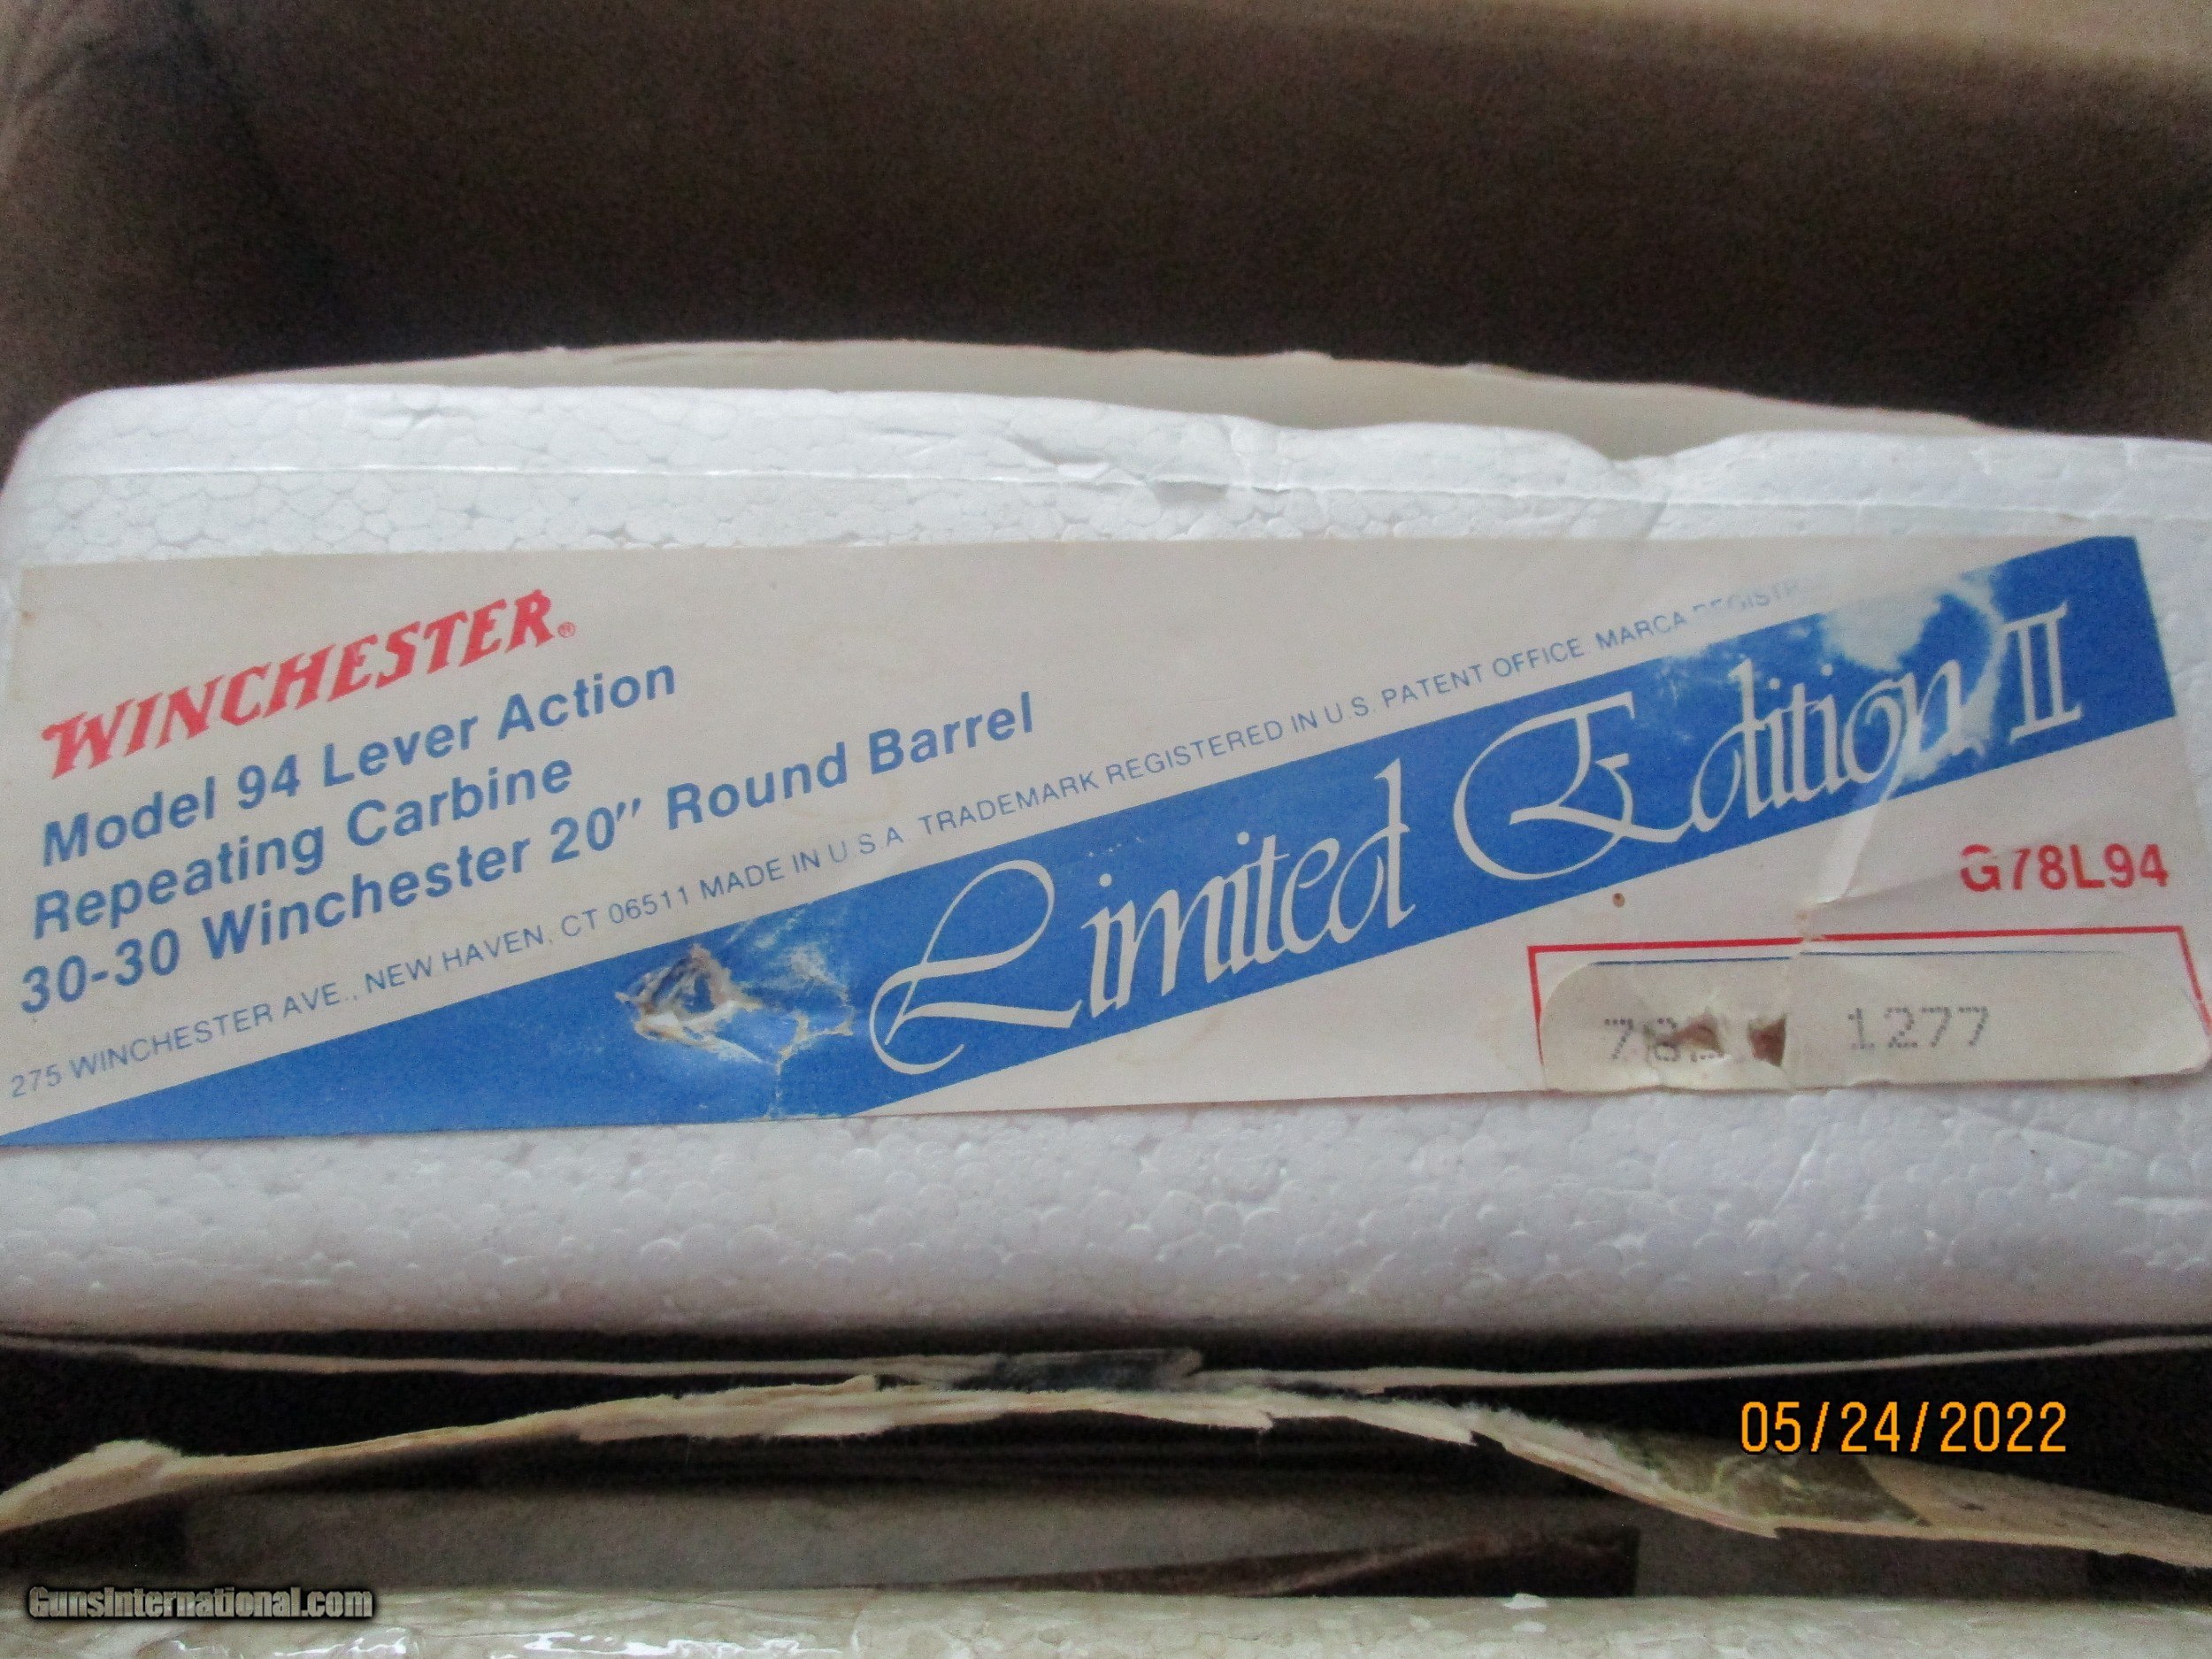 WINCHESTER®
Model 94 Lever Action
Repeating Carbine
30-30 Winchester 20" Round Barrel
275 WINCHESTER AVE., NEW HAVEN, CT 06511 MADE IN U.S.A. TRADEMARK REGISTERED IN U.S. PATENT OFFICE. MARCA
Limited Edition II
G78L94
1277
05/24/2022
GunsInternational.com